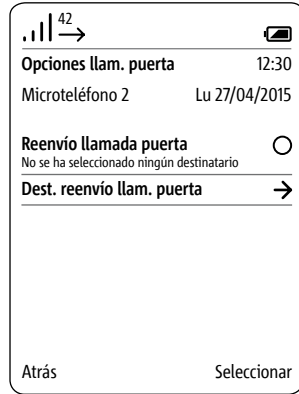 42
Opciones llam. puerta 12:30
Microteléfono 2 Lu 27/04/2015
Reenvío llamada puerta
No se ha seleccionado ningún destinatario
Dest. reenvío llam. puerta
Atrás Seleccionar